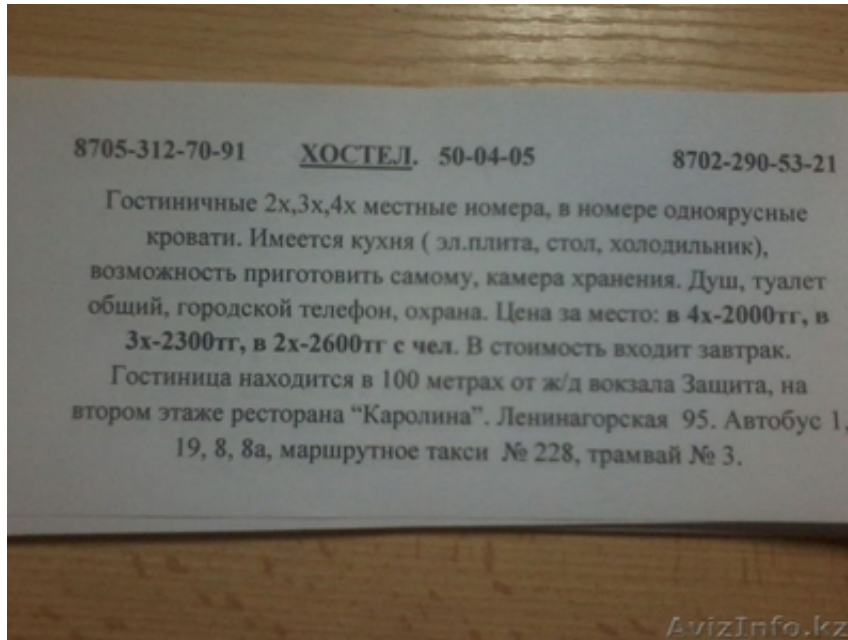 8705-312-70-91 ХОСТЕЛ. 50-04-05 8702-290-53-21
Гостиничные 2х,3х,4х местные номера, в номере одноярусные
кровати. Имеется кухня ( эл.плита, стол, холодильник),
возможность приготовить самому, камера хранения. Душ, туалет
общий, городской телефон, охрана. Цена за место: в 4х-2000тг, в
3х-2300тг, в 2х-2600тг с чел. В стоимость входит завтрак.
Гостиница находится в 100 метрах от ж/д вокзала Защита, на
втором этаже ресторана “Каролина”. Ленинагорская 95. Автобус 1,
19, 8, 8а, маршрутное такси № 228, трамвай № 3.
AvizInfo.kz